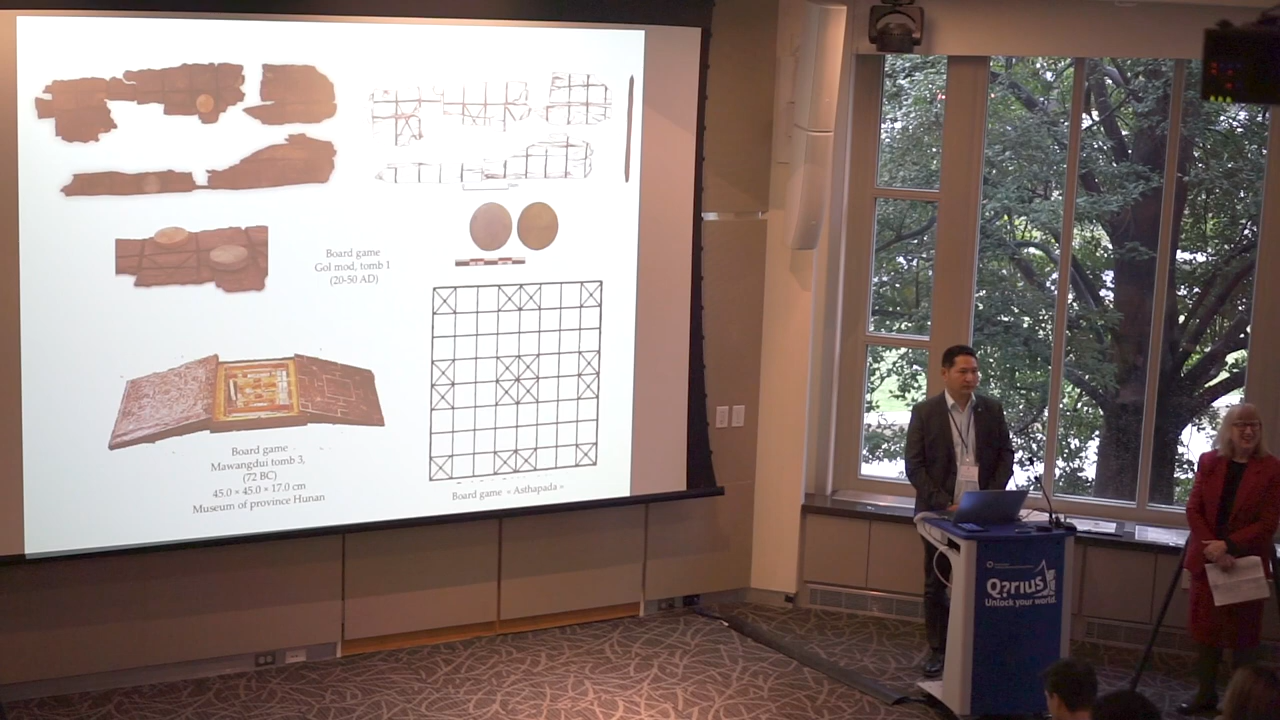 Board game
Gol mod, tomb 1
(20-50 AD)
Board game
Mawangdui tomb 3,
(72 BC)
45.0 × 45.0 × 17.0 cm
Museum of province Hunan
Board game « Asthapada »
Q?rius
Unlock your world.